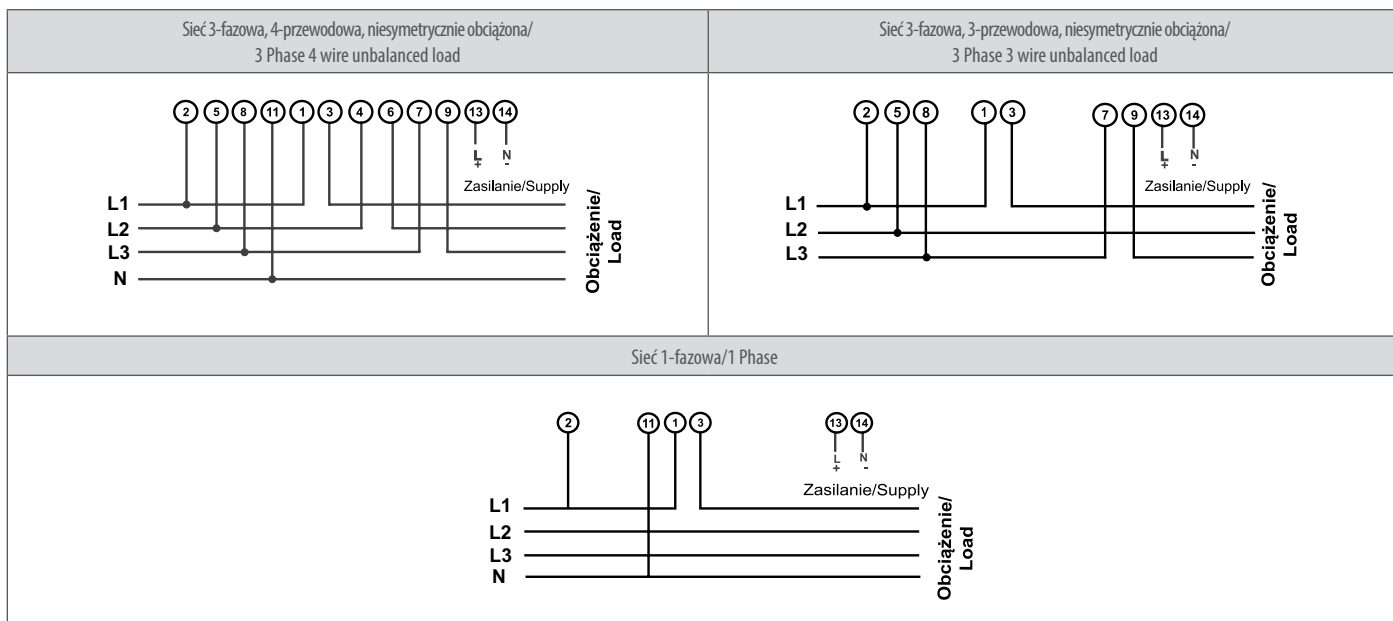 Sieć 3-fazowa, 4-przewodowa, niesymetrycznie obciążona/
3 Phase 4 wire unbalanced load
2 5 8 11 1 3 4 6 7 9 13 14
L N
+ -
Zasilanie/Supply
L1
L2
L3
N
Obciążenie/
Load
Sieć 3-fazowa, 3-przewodowa, niesymetrycznie obciążona/
3 Phase 3 wire unbalanced load
2 5 8 1 3 7 9 13 14
L N
+ -
Zasilanie/Supply
L1
L2
L3
Obciążenie/
Load
Sieć 1-fazowa/1 Phase
2 11 1 3 13 14
L N
+ -
Zasilanie/Supply
L1
L2
L3
N
Obciążenie/
Load